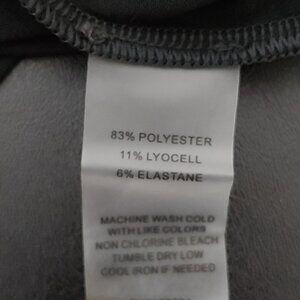 83% POLYESTER
11% LYOCELL
6% ELASTANE
MACHINE WASH COLD
WITH LIKE COLORS
NON CHLORINE BLEACH
TUMBLE DRY LOW
COOL IRON IF NEEDED